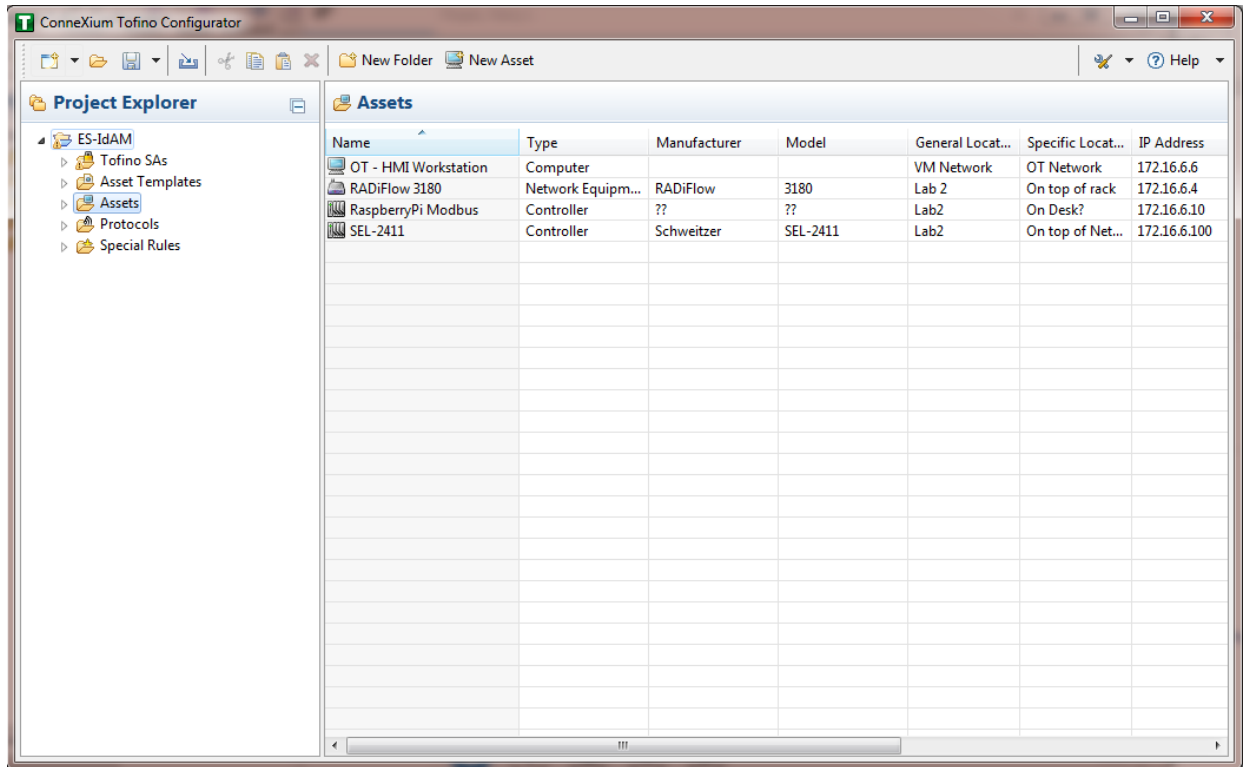 ConneXium Tofino Configurator
New Folder New Asset Help
Project Explorer
ES-IdAM
Tofino SAs
Asset Templates
Assets
Protocols
Special Rules
Assets
Name Type Manufacturer Model General Locat... Specific Locat... IP Address
OT - HMI Workstation Computer VM Network OT Network 172.16.6.6
RADiFlow 3180 Network Equipm... RADiFlow 3180 Lab 2 On top of rack 172.16.6.4
RaspberryPi Modbus Controller ?? ?? Lab2 On Desk? 172.16.6.10
SEL-2411 Controller Schweitzer SEL-2411 Lab2 On top of Net... 172.16.6.100